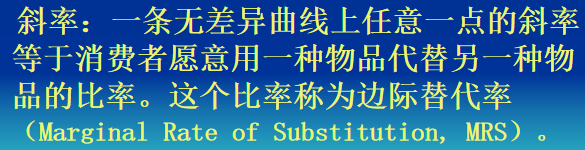 斜率：一条无差异曲线上任意一点的斜率
等于消费者愿意用一种物品代替另一种物
品的比率。这个比率称为边际替代率
（Marginal Rate of Substitution, MRS）。